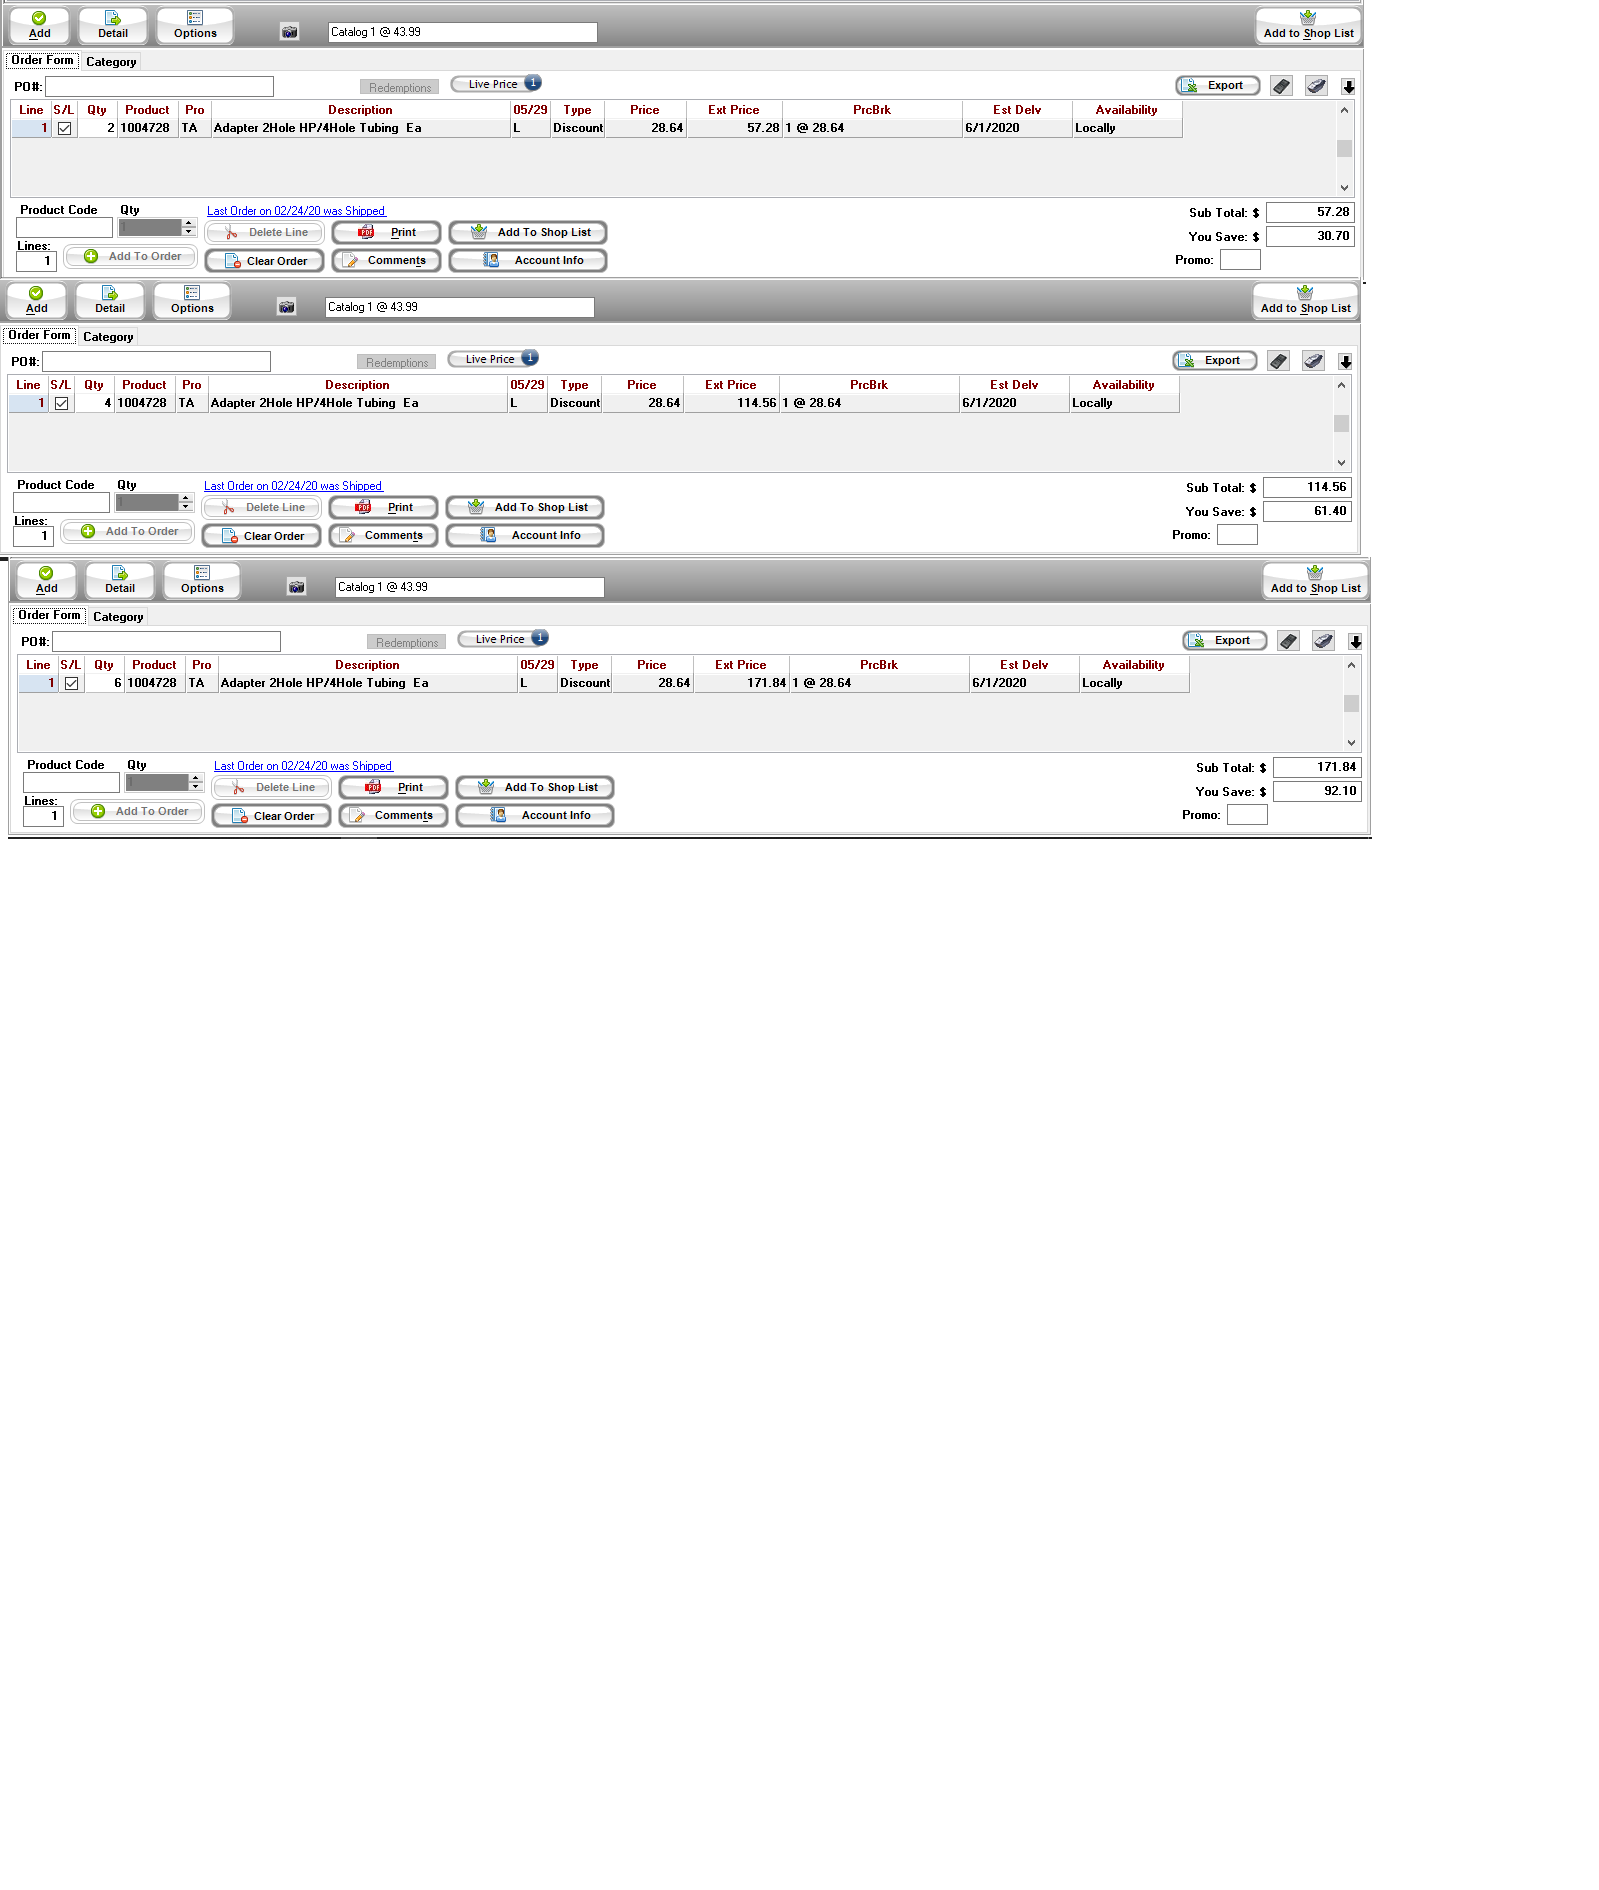 Add Detail Options Catalog 1 @ 43.99 Add to Shop List
Order Form Category
PO#: Redemptions Live Price 1 Export
Line S/L Qty Product Pro Description 05/29 Type Price Ext Price PrcBrk Est Delv Availability
1 2 1004728 TA Adapter 2Hole HP/4Hole Tubing Ea L Discount 28.64 57.28 1 @ 28.64 6/1/2020 Locally
Product Code Qty Last Order on 02/24/20 was Shipped Sub Total: $ 57.28
1 Delete Line Print Add To Shop List You Save: $ 30.70
Lines: 1 Add To Order Clear Order Comments Account Info Promo:
Add Detail Options Catalog 1 @ 43.99 Add to Shop List
Order Form Category
PO#: Redemptions Live Price 1 Export
Line S/L Qty Product Pro Description 05/29 Type Price Ext Price PrcBrk Est Delv Availability
1 4 1004728 TA Adapter 2Hole HP/4Hole Tubing Ea L Discount 28.64 114.56 1 @ 28.64 6/1/2020 Locally
Product Code Qty Last Order on 02/24/20 was Shipped Sub Total: $ 114.56
1 Delete Line Print Add To Shop List You Save: $ 61.40
Lines: 1 Add To Order Clear Order Comments Account Info Promo:
Add Detail Options Catalog 1 @ 43.99 Add to Shop List
Order Form Category
PO#: Redemptions Live Price 1 Export
Line S/L Qty Product Pro Description 05/29 Type Price Ext Price PrcBrk Est Delv Availability
1 6 1004728 TA Adapter 2Hole HP/4Hole Tubing Ea L Discount 28.64 171.84 1 @ 28.64 6/1/2020 Locally
Product Code Qty Last Order on 02/24/20 was Shipped Sub Total: $ 171.84
1 Delete Line Print Add To Shop List You Save: $ 92.10
Lines: 1 Add To Order Clear Order Comments Account Info Promo: